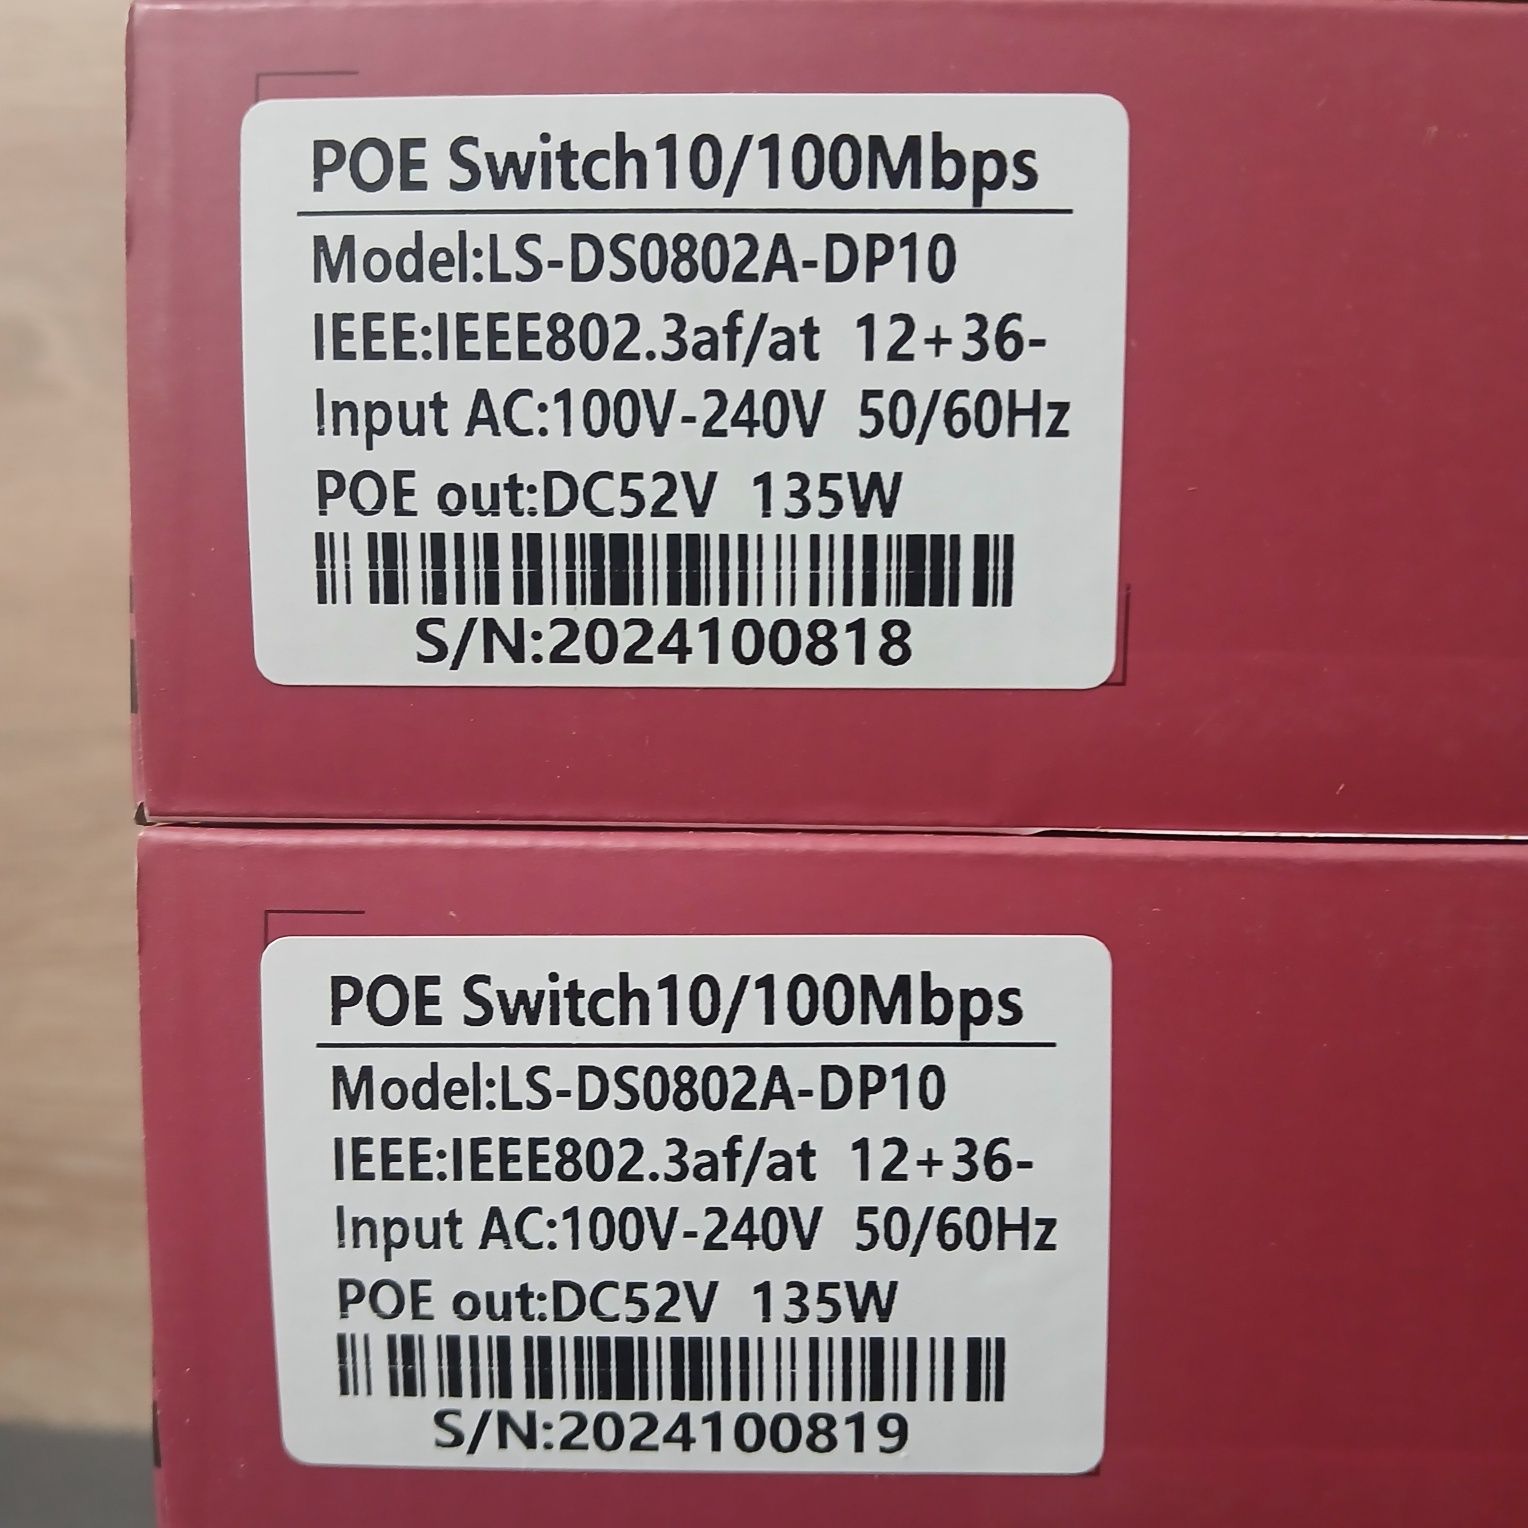 POE Switch10/100Mbps
Model:LS-DS0802A-DP10
IEEE:IEEE802.3af/at 12+36-
Input AC:100V-240V 50/60Hz
POE out:DC52V 135W
S/N:2024100818
POE Switch10/100Mbps
Model:LS-DS0802A-DP10
IEEE:IEEE802.3af/at 12+36-
Input AC:100V-240V 50/60Hz
POE out:DC52V 135W
S/N:2024100819